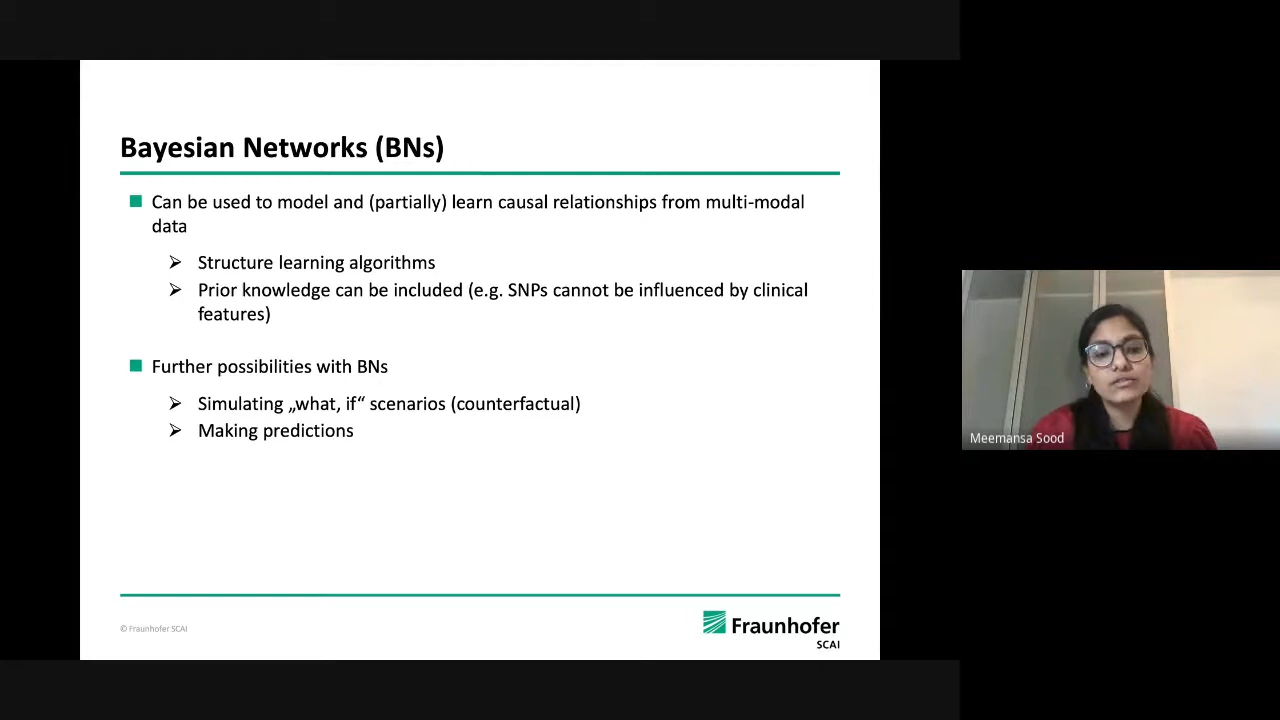 Bayesian Networks (BNs)
Can be used to model and (partially) learn causal relationships from multi-modal
data
Structure learning algorithms
Prior knowledge can be included (e.g. SNPs cannot be influenced by clinical
features)
Further possibilities with BNs
Simulating „what, if“ scenarios (counterfactual)
Making predictions
© Fraunhofer SCAI
Fraunhofer
SCAI
Meemansa Sood